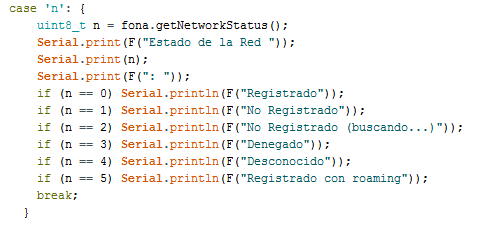 case 'n': {
uint8_t n = fona.getNetworkStatus();
Serial.print(F("Estado de la Red "));
Serial.print(n);
Serial.print(F(": "));
if (n == 0) Serial.println(F("Registrado"));
if (n == 1) Serial.println(F("No Registrado"));
if (n == 2) Serial.println(F("No Registrado (buscando...)"));
if (n == 3) Serial.println(F("Denegado"));
if (n == 4) Serial.println(F("Desconocido"));
if (n == 5) Serial.println(F("Registrado con roaming"));
break;
}